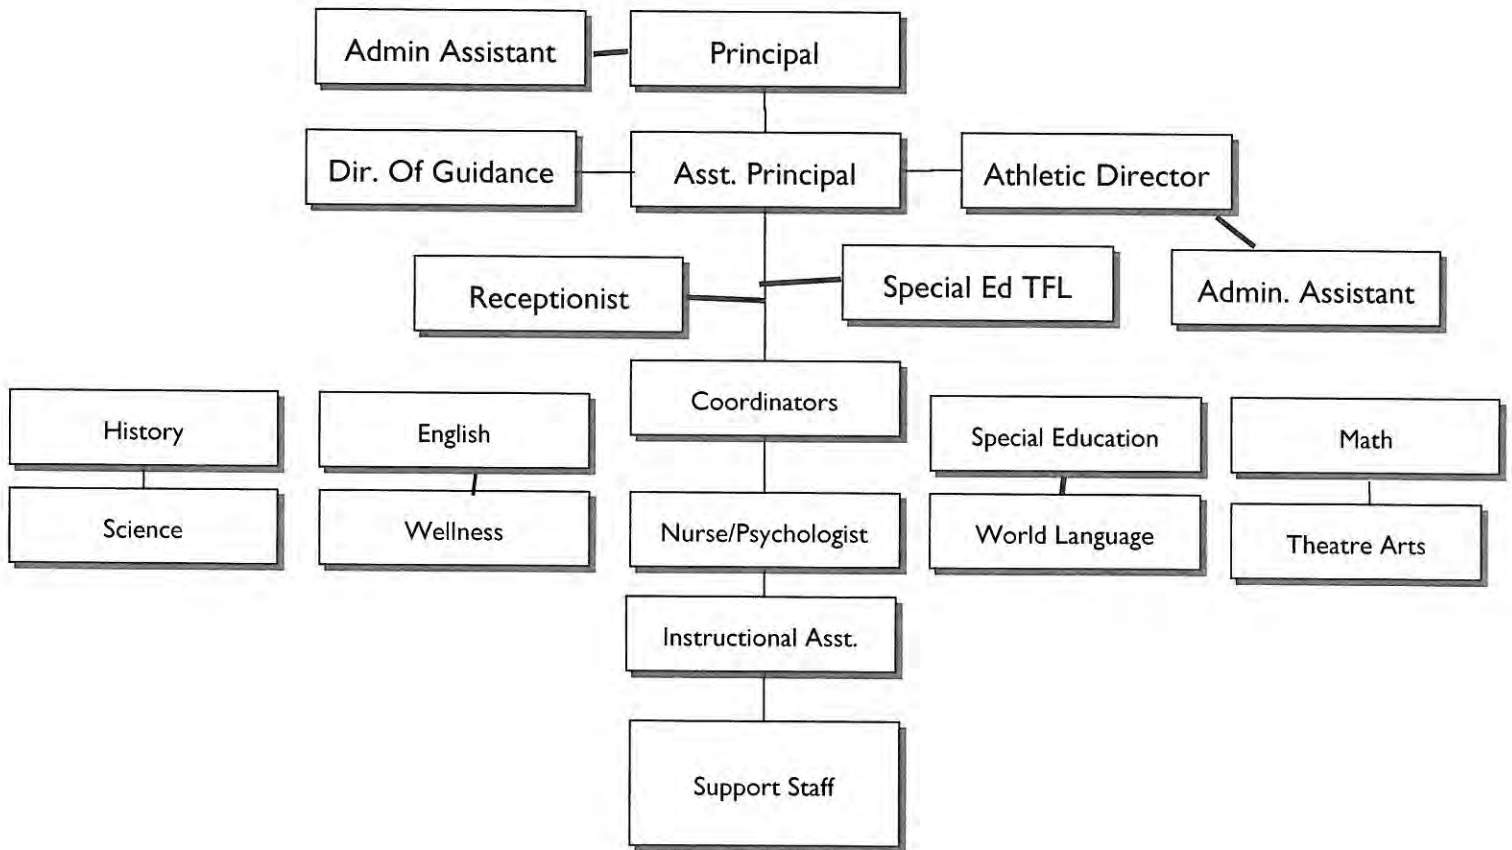 Admin Assistant
Principal
Dir. Of Guidance
Asst. Principal
Athletic Director
Receptionist
Special Ed TFL
Admin. Assistant
Coordinators
History
English
Special Education
Math
Science
Wellness
Nurse/Psychologist
World Language
Theatre Arts
Instructional Asst.
Support Staff